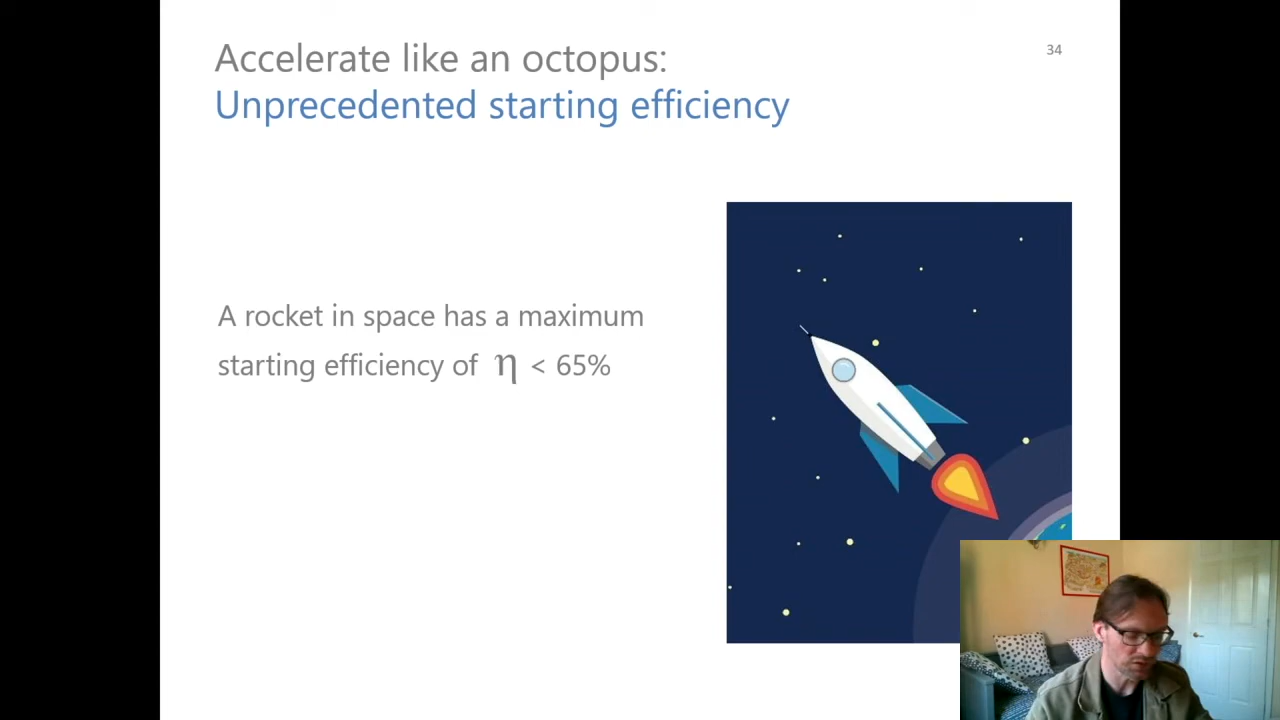 Accelerate like an octopus:
34
Unprecedented starting efficiency
A rocket in space has a maximum
starting efficiency of η < 65%